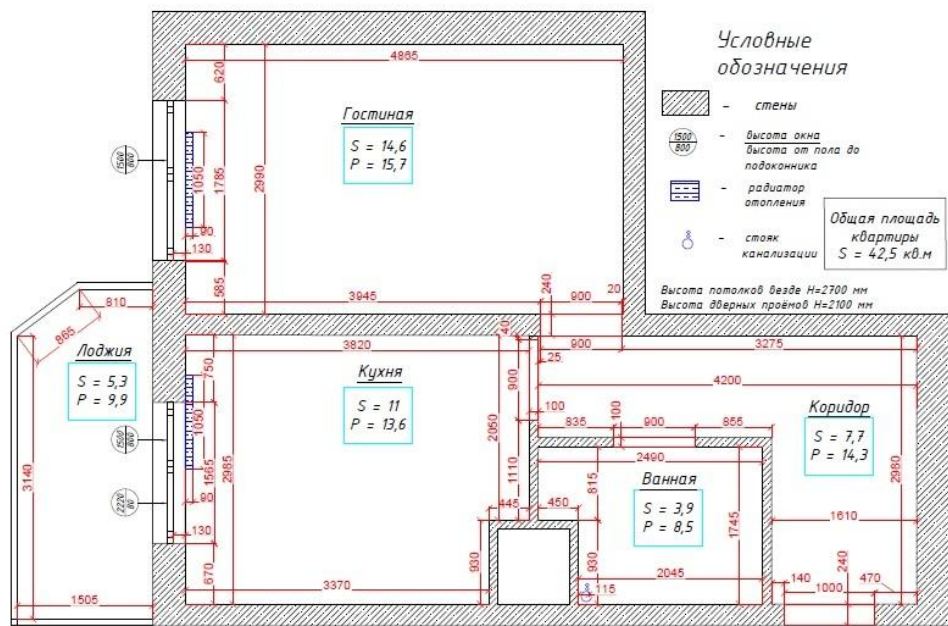 Условные
обозначения
- стены
1500
800
- высота окна
высота от пола до
подоконника
- радиатор
отопления
- стояк
канализации
Общая площадь
квартиры
S = 42,5 кв.м
Высота потолков везде H=2700 мм
Высота дверных проёмов H=2100 мм
4865
620
Гостиная
S = 14,6
P = 15,7
1500
800
1050
1785
2990
90
130
585
3945
240
900
20
810
865
Лоджия
S = 5,3
P = 9,9
3140
1505
3820
40
900
3275
25
750
Кухня
S = 11
P = 13,6
900
100
4200
2050
1050
1565
2985
1500
800
2220
80
90
130
1110
445
670
3370
930
835
100
900
855
Коридор
S = 7,7
P = 14,3
2980
2490
Ванная
S = 3,9
P = 8,5
815
450
1745
1610
930
2045
115
240
140
1000
470